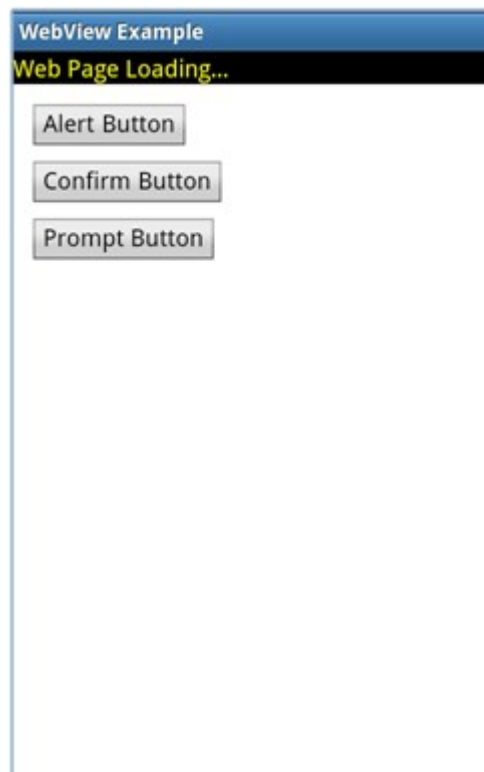 WebView Example
Web Page Loading...
Alert Button
Confirm Button
Prompt Button